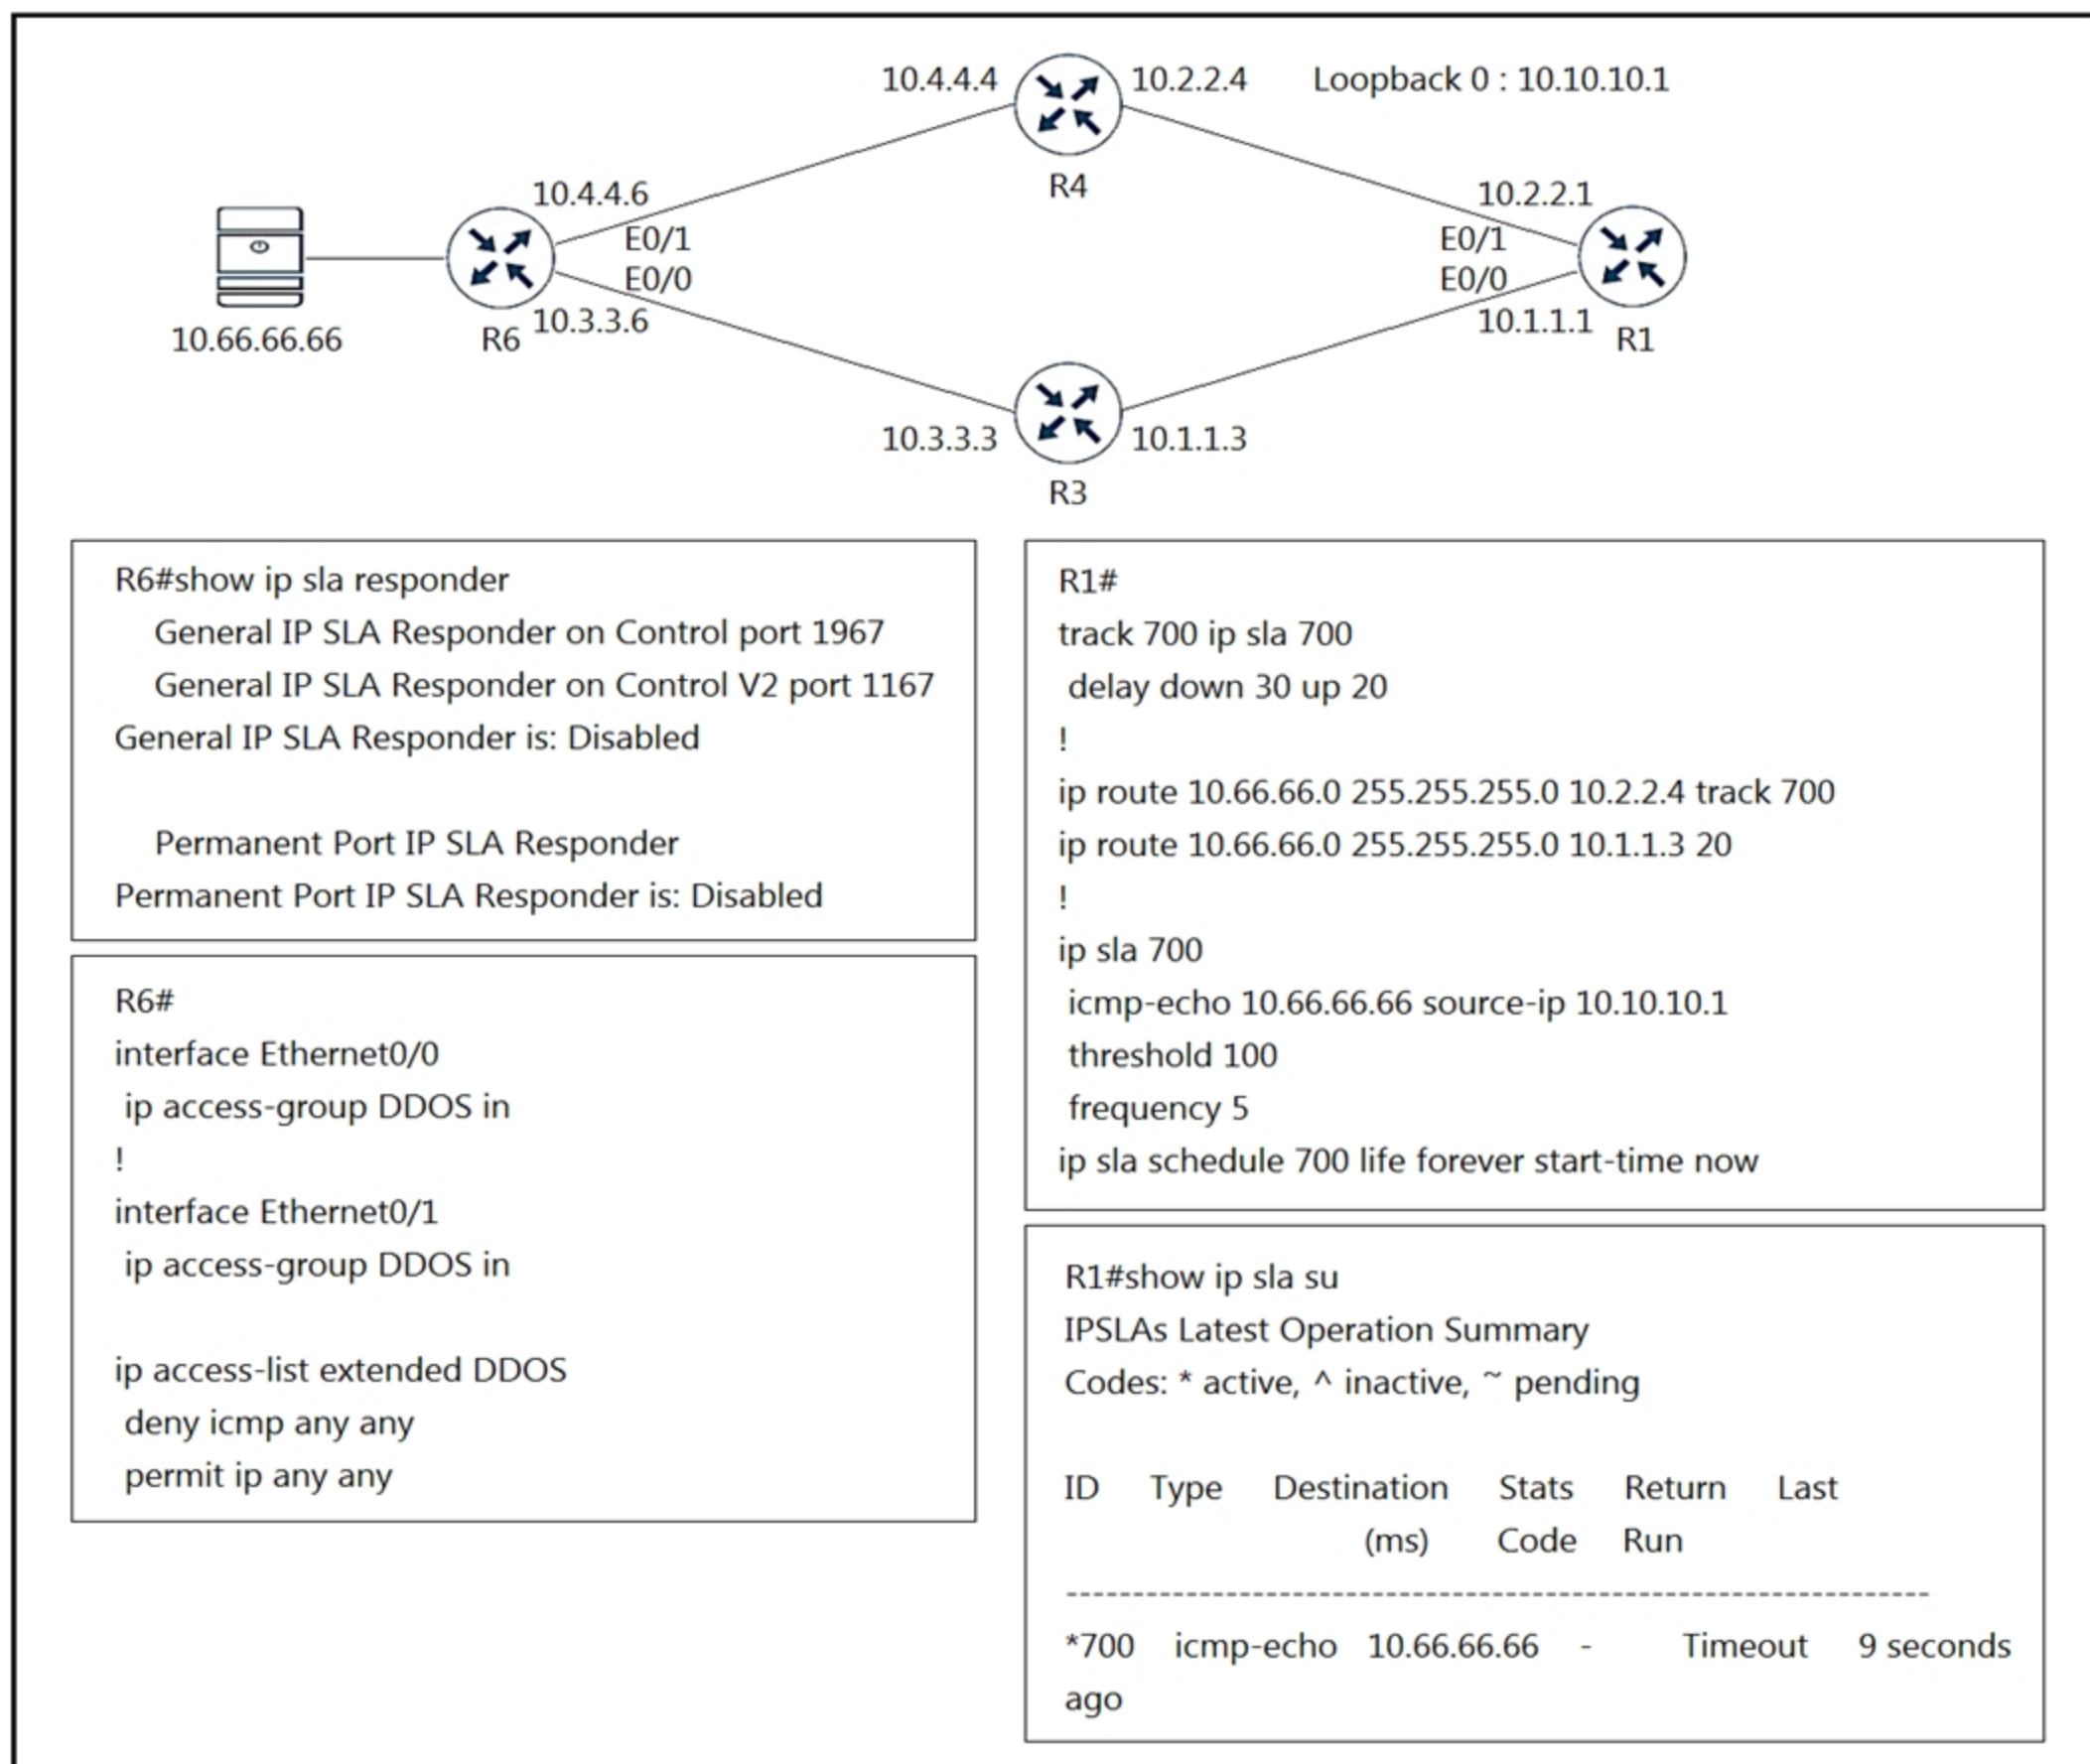 10.4.4.4
10.2.2.4
Loopback 0 : 10.10.10.1
R4
10.4.4.6
10.2.2.1
E0/1
E0/1
E0/0
E0/0
10.3.3.6
10.1.1.1
10.66.66.66
R6
R1
10.3.3.3
10.1.1.3
R3
R6#show ip sla responder
General IP SLA Responder on Control port 1967
General IP SLA Responder on Control V2 port 1167
General IP SLA Responder is: Disabled
Permanent Port IP SLA Responder
Permanent Port IP SLA Responder is: Disabled
R6#
interface Ethernet0/0
ip access-group DDOS in
!
interface Ethernet0/1
ip access-group DDOS in
ip access-list extended DDOS
deny icmp any any
permit ip any any
R1#
track 700 ip sla 700
delay down 30 up 20
!
ip route 10.66.66.0 255.255.255.0 10.2.2.4 track 700
ip route 10.66.66.0 255.255.255.0 10.1.1.3 20
!
ip sla 700
icmp-echo 10.66.66.66 source-ip 10.10.10.1
threshold 100
frequency 5
ip sla schedule 700 life forever start-time now
R1#show ip sla su
IPSLAs Latest Operation Summary
Codes: * active, ^ inactive, ~ pending
ID Type Destination Stats Return Last
(ms) Code Run
-----------------------------------------------------------------
*700 icmp-echo 10.66.66.66 - Timeout 9 seconds
ago